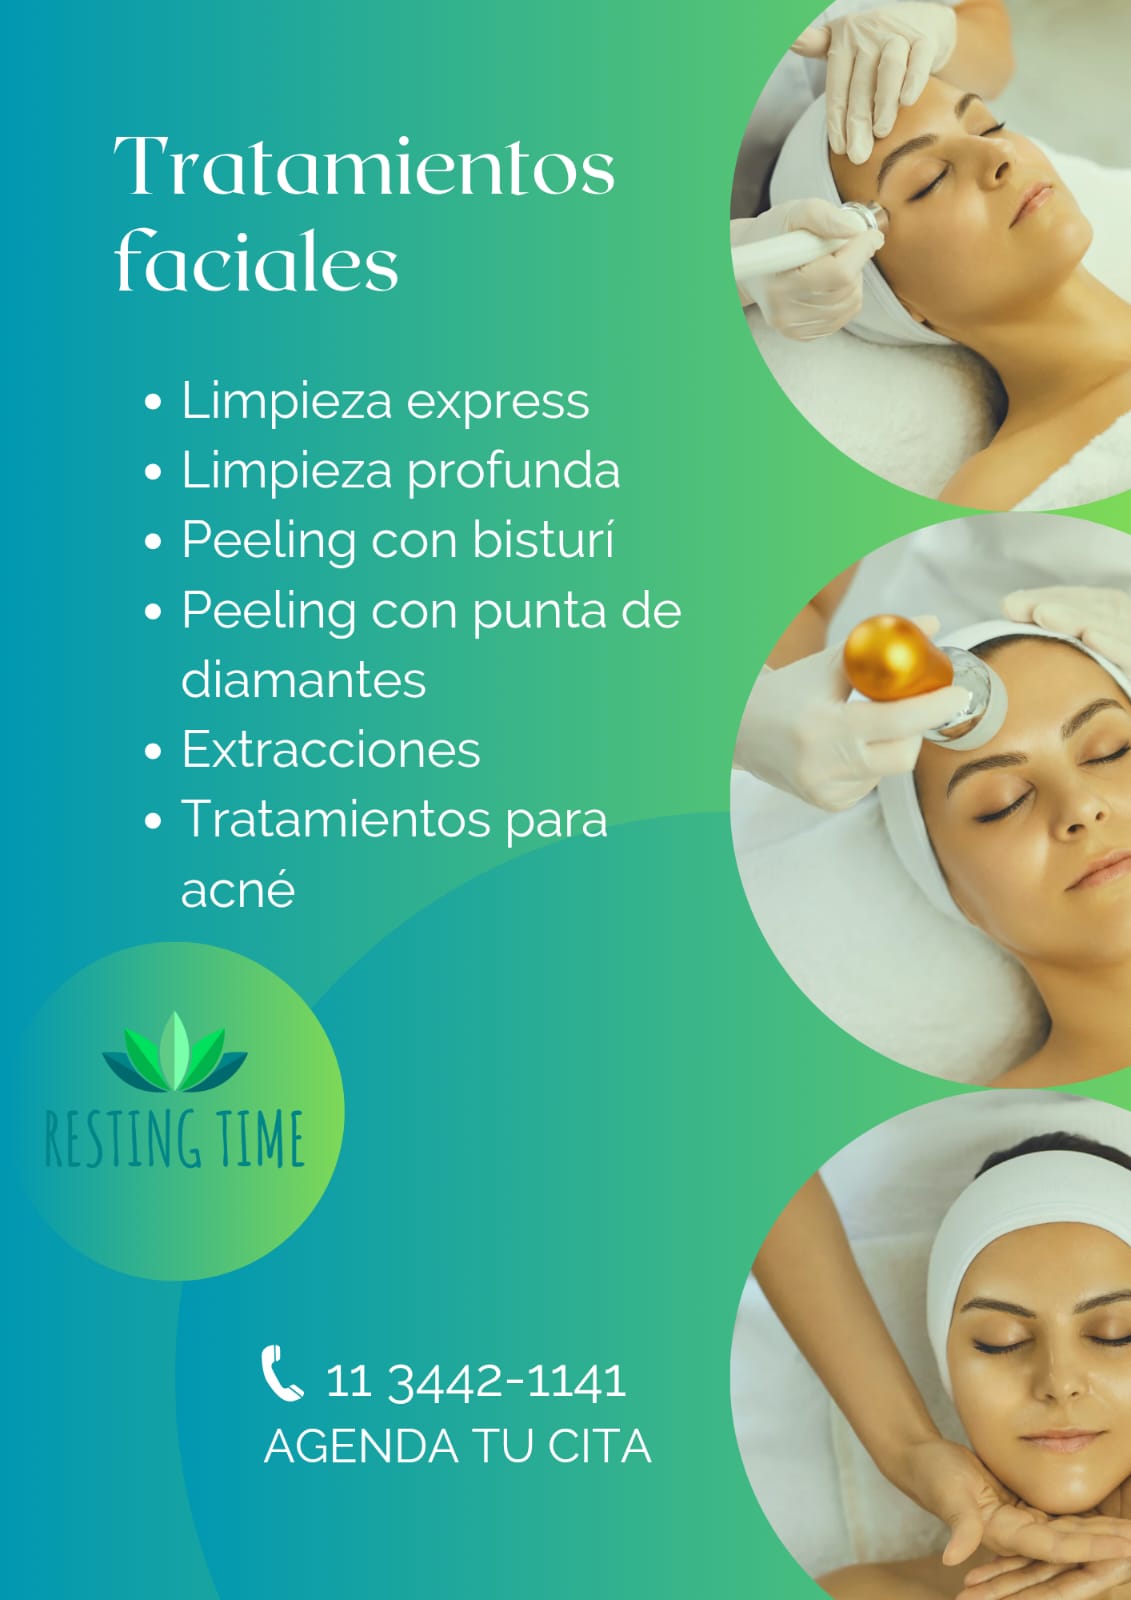 Tratamientos
faciales
• Limpieza express
• Limpieza profunda
• Peeling con bisturí
• Peeling con punta de
diamantes
• Extracciones
• Tratamientos para
acné
RESTING TIME
11 3442-1141
AGENDA TU CITA